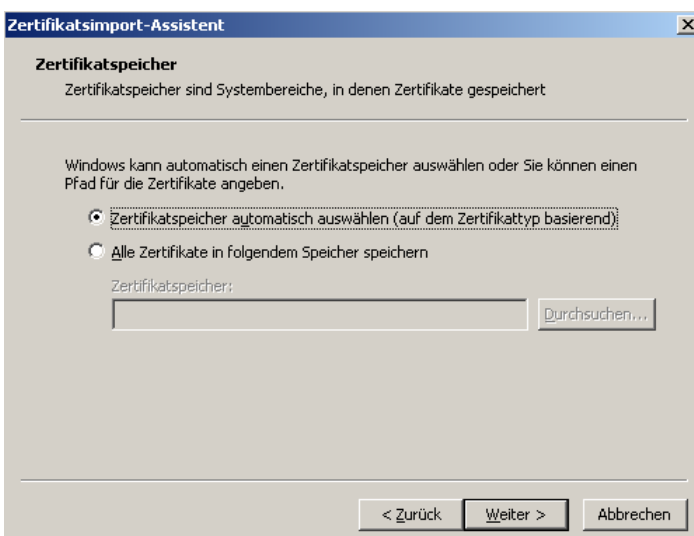 Zertifikatsimport-Assistent
Zertifikatspeicher
Zertifikatspeicher sind Systembereiche, in denen Zertifikate gespeichert
Windows kann automatisch einen Zertifikatspeicher auswählen oder Sie können einen
Pfad für die Zertifikate angeben.
Zertifikatspeicher automatisch auswählen (auf dem Zertifikattyp basierend)
Alle Zertifikate in folgendem Speicher speichern
Zertifikatspeicher:
Durchsuchen...
< Zurück
Weiter >
Abbrechen